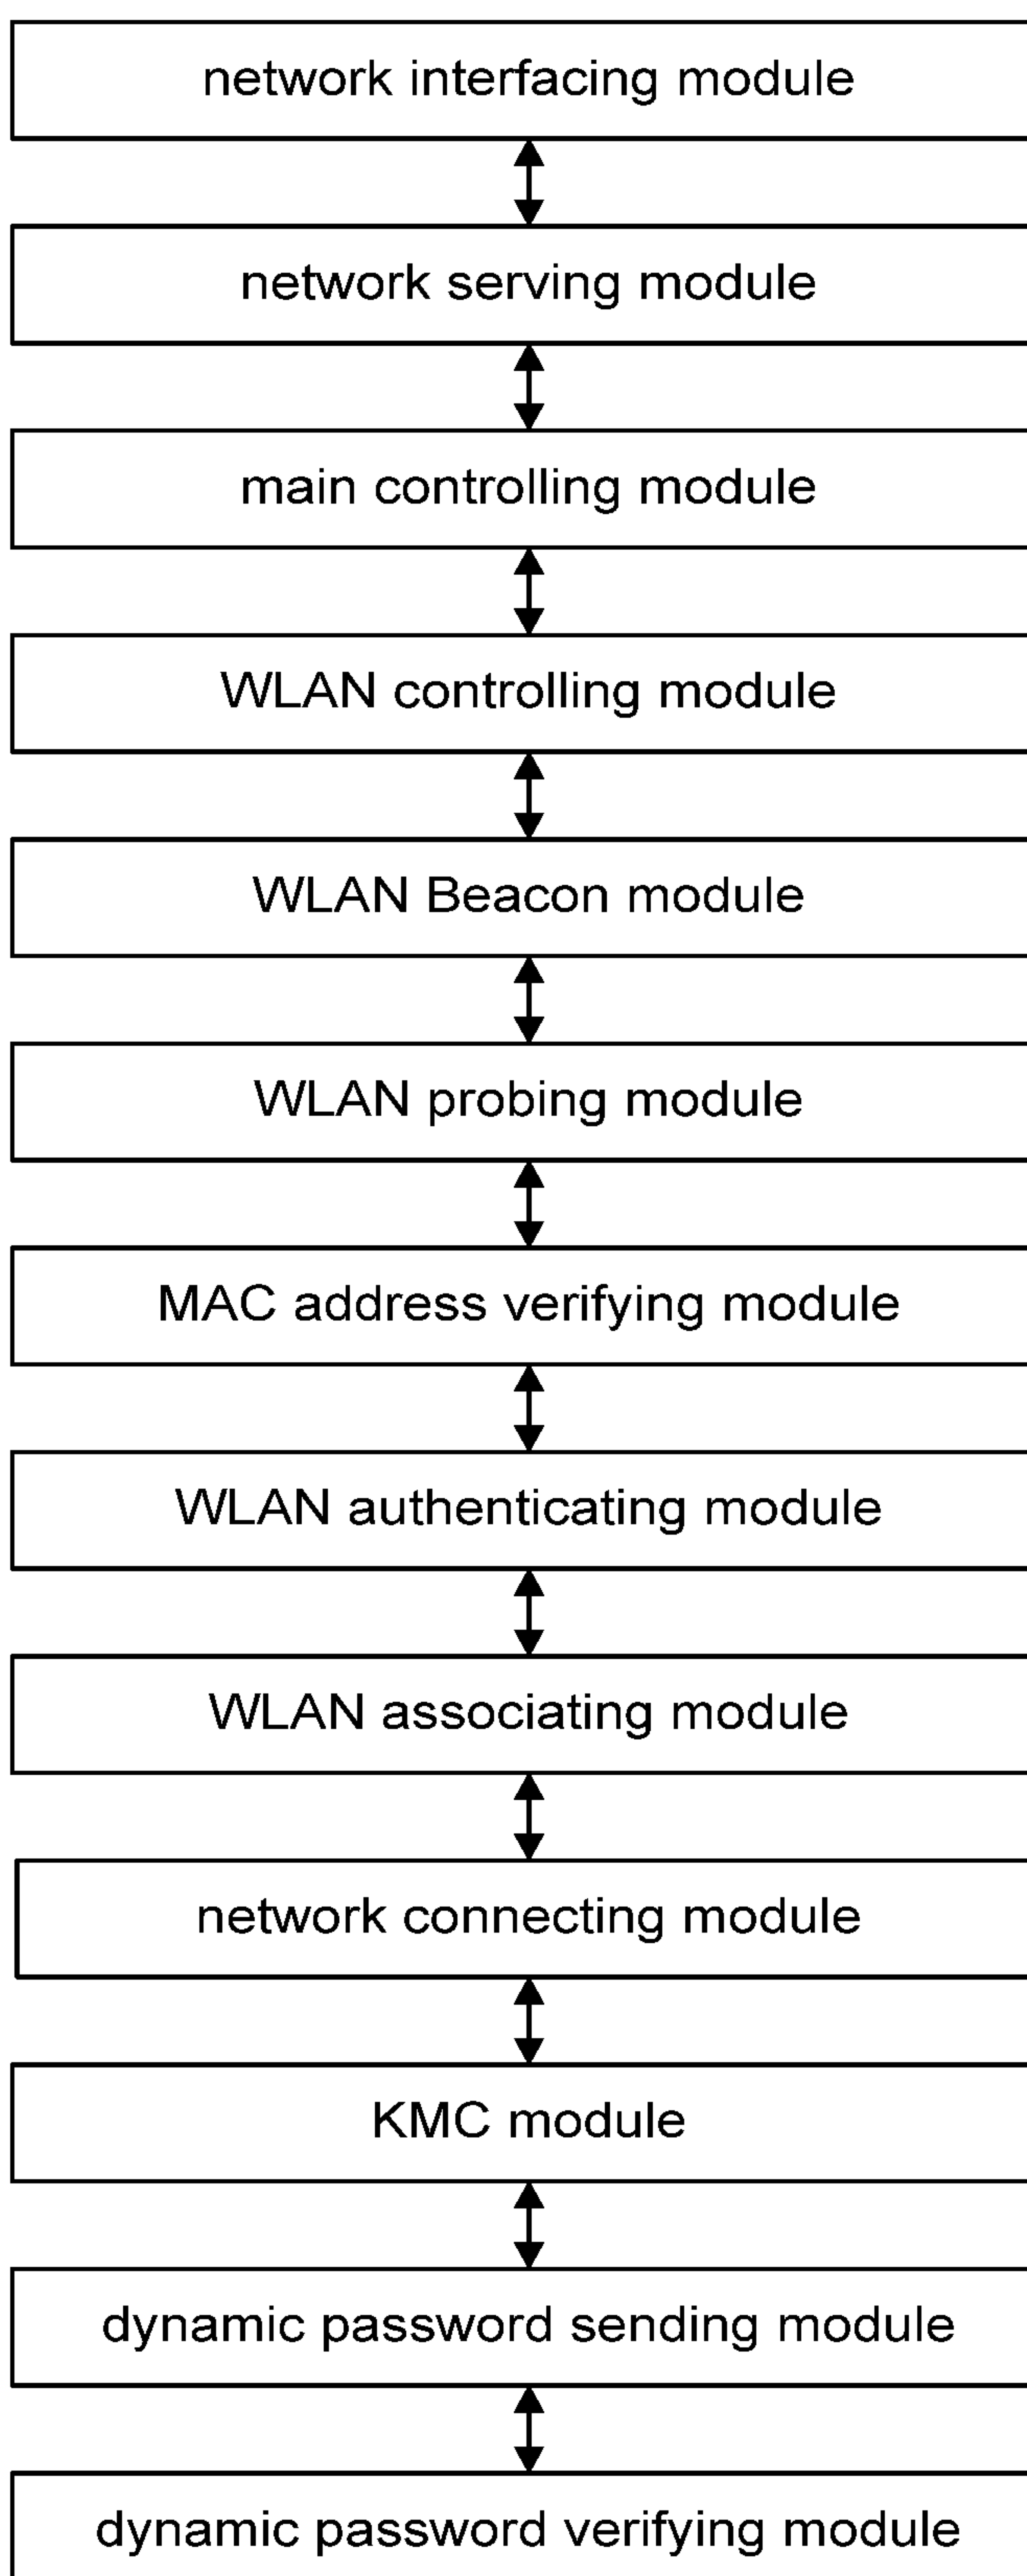 network interfacing module
network serving module
main controlling module
WLAN controlling module
WLAN Beacon module
WLAN probing module
MAC address verifying module
WLAN authenticating module
WLAN associating module
network connecting module
KMC module
dynamic password sending module
dynamic password verifying module